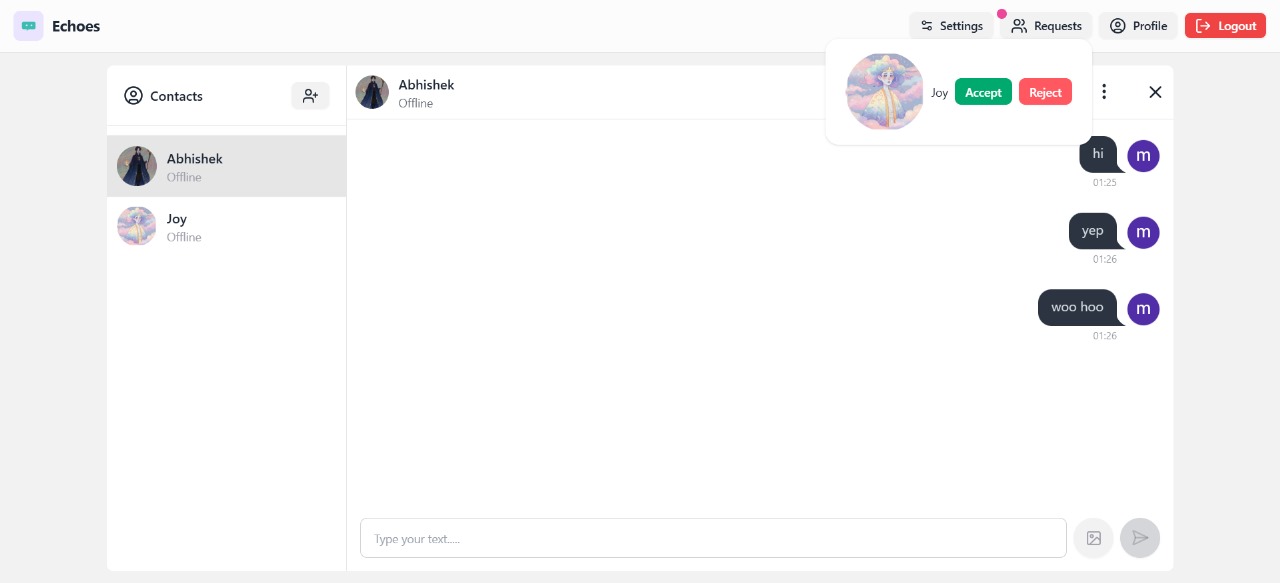 Echoes
Settings
Requests
Profile
Logout
Joy
Accept
Reject
Contacts
Abhishek
Offline
Joy
Offline
Abhishek
Offline
hi
m
01:25
yep
m
01:26
woo hoo
m
01:26
Type your text.....